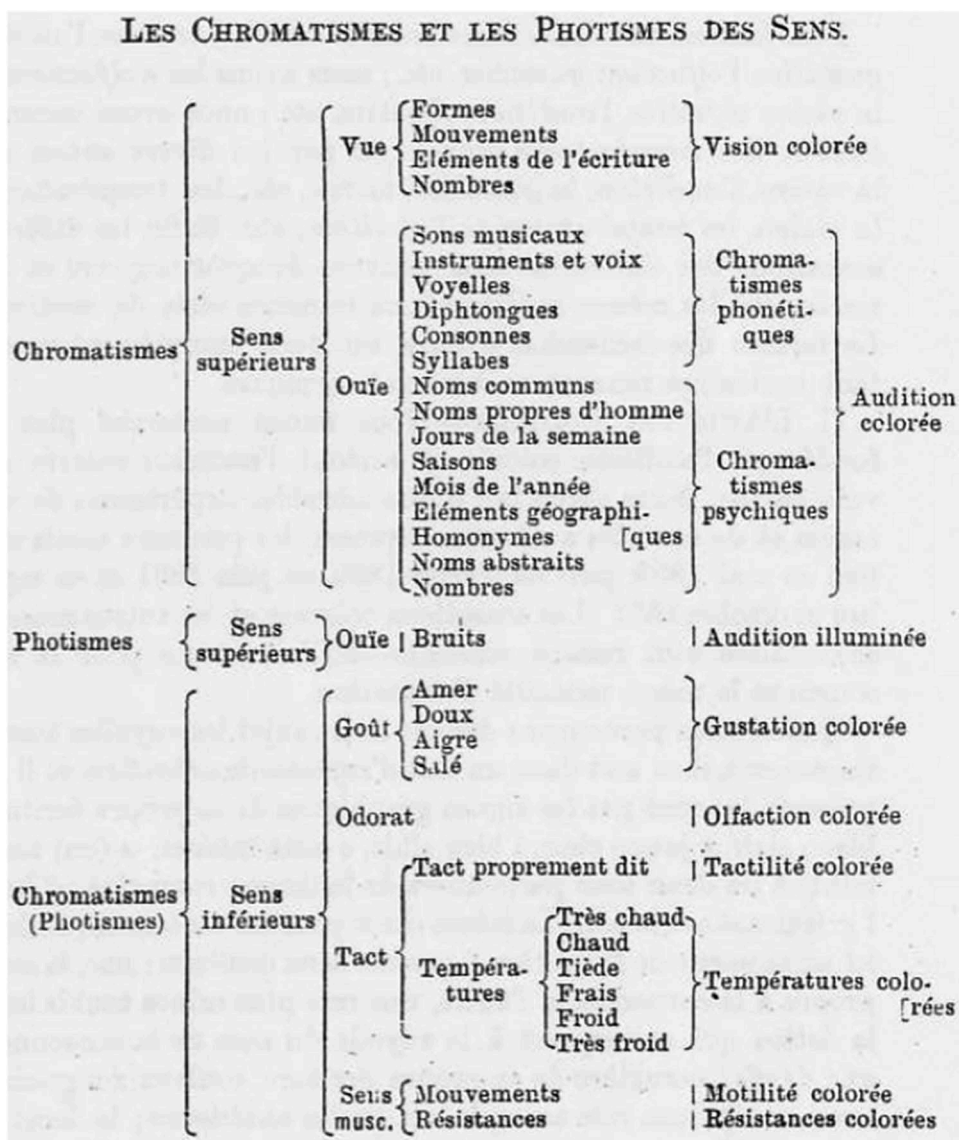 LES CHROMATISMES ET LES PHOTISMES DES SENS.
Chromatismes
Sens
supérieurs
Vue
Formes
Mouvements
Eléments de l'écriture
Nombres
Vision colorée
Ouïe
Sons musicaux
Instruments et voix
Voyelles
Diphtongues
Consonnes
Syllabes
Noms communs
Noms propres d'homme
Jours de la semaine
Saisons
Mois de l'année
Eléments géographi-
Homonymes [ques
Noms abstraits
Nombres
Chroma-
tismes
phonéti-
ques
Chroma-
tismes
psychiques
Audition
colorée
Photismes
Sens
supérieurs
Ouïe
Bruits
Audition illuminée
Chromatismes
(Photismes)
Sens
inférieurs
Goût
Amer
Doux
Aigre
Salé
Gustation colorée
Odorat
Olfaction colorée
Tact
Tact proprement dit
Tactilité colorée
Tempéra-
tures
Très chaud
Chaud
Tiède
Frais
Froid
Très froid
Températures colo-
[rées
Sens
musc.
Mouvements
Résistances
Motilité colorée
Résistances colorées